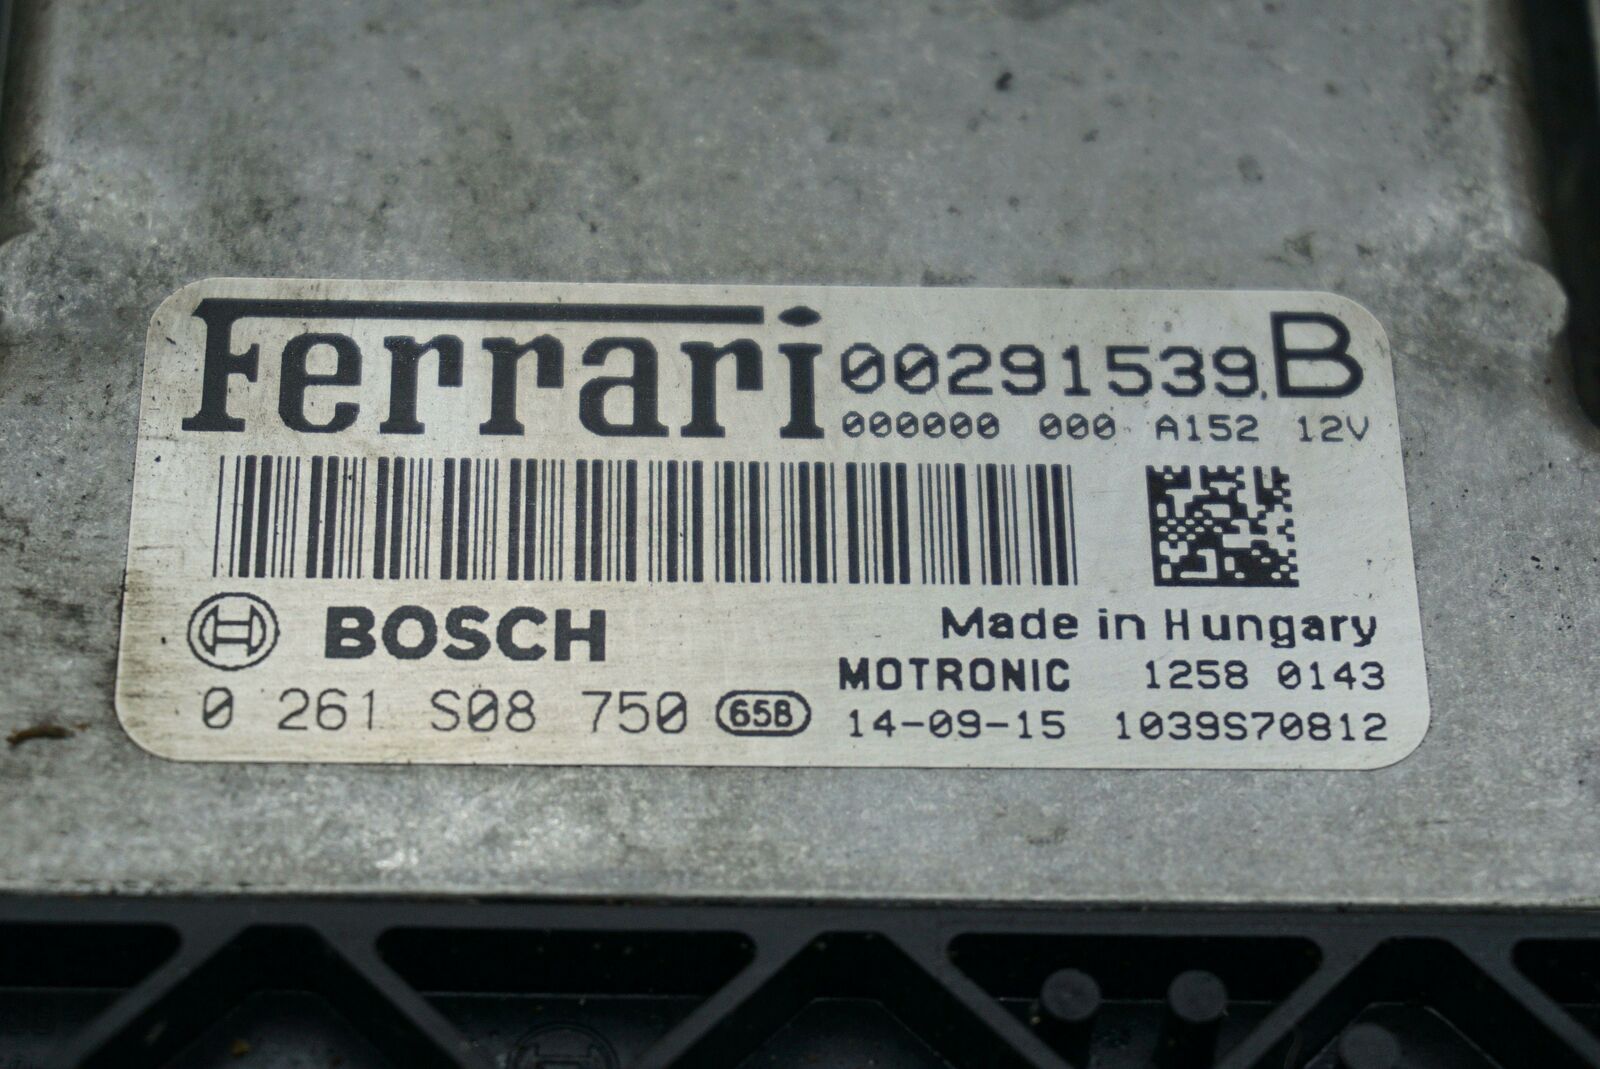 Ferrari 00291539. B
000000 000 A152 12V
BOSCH
Made in Hungary
MOTRONIC 1258 0143
0 261 S08 750 65B 14-09-15 1039S70812